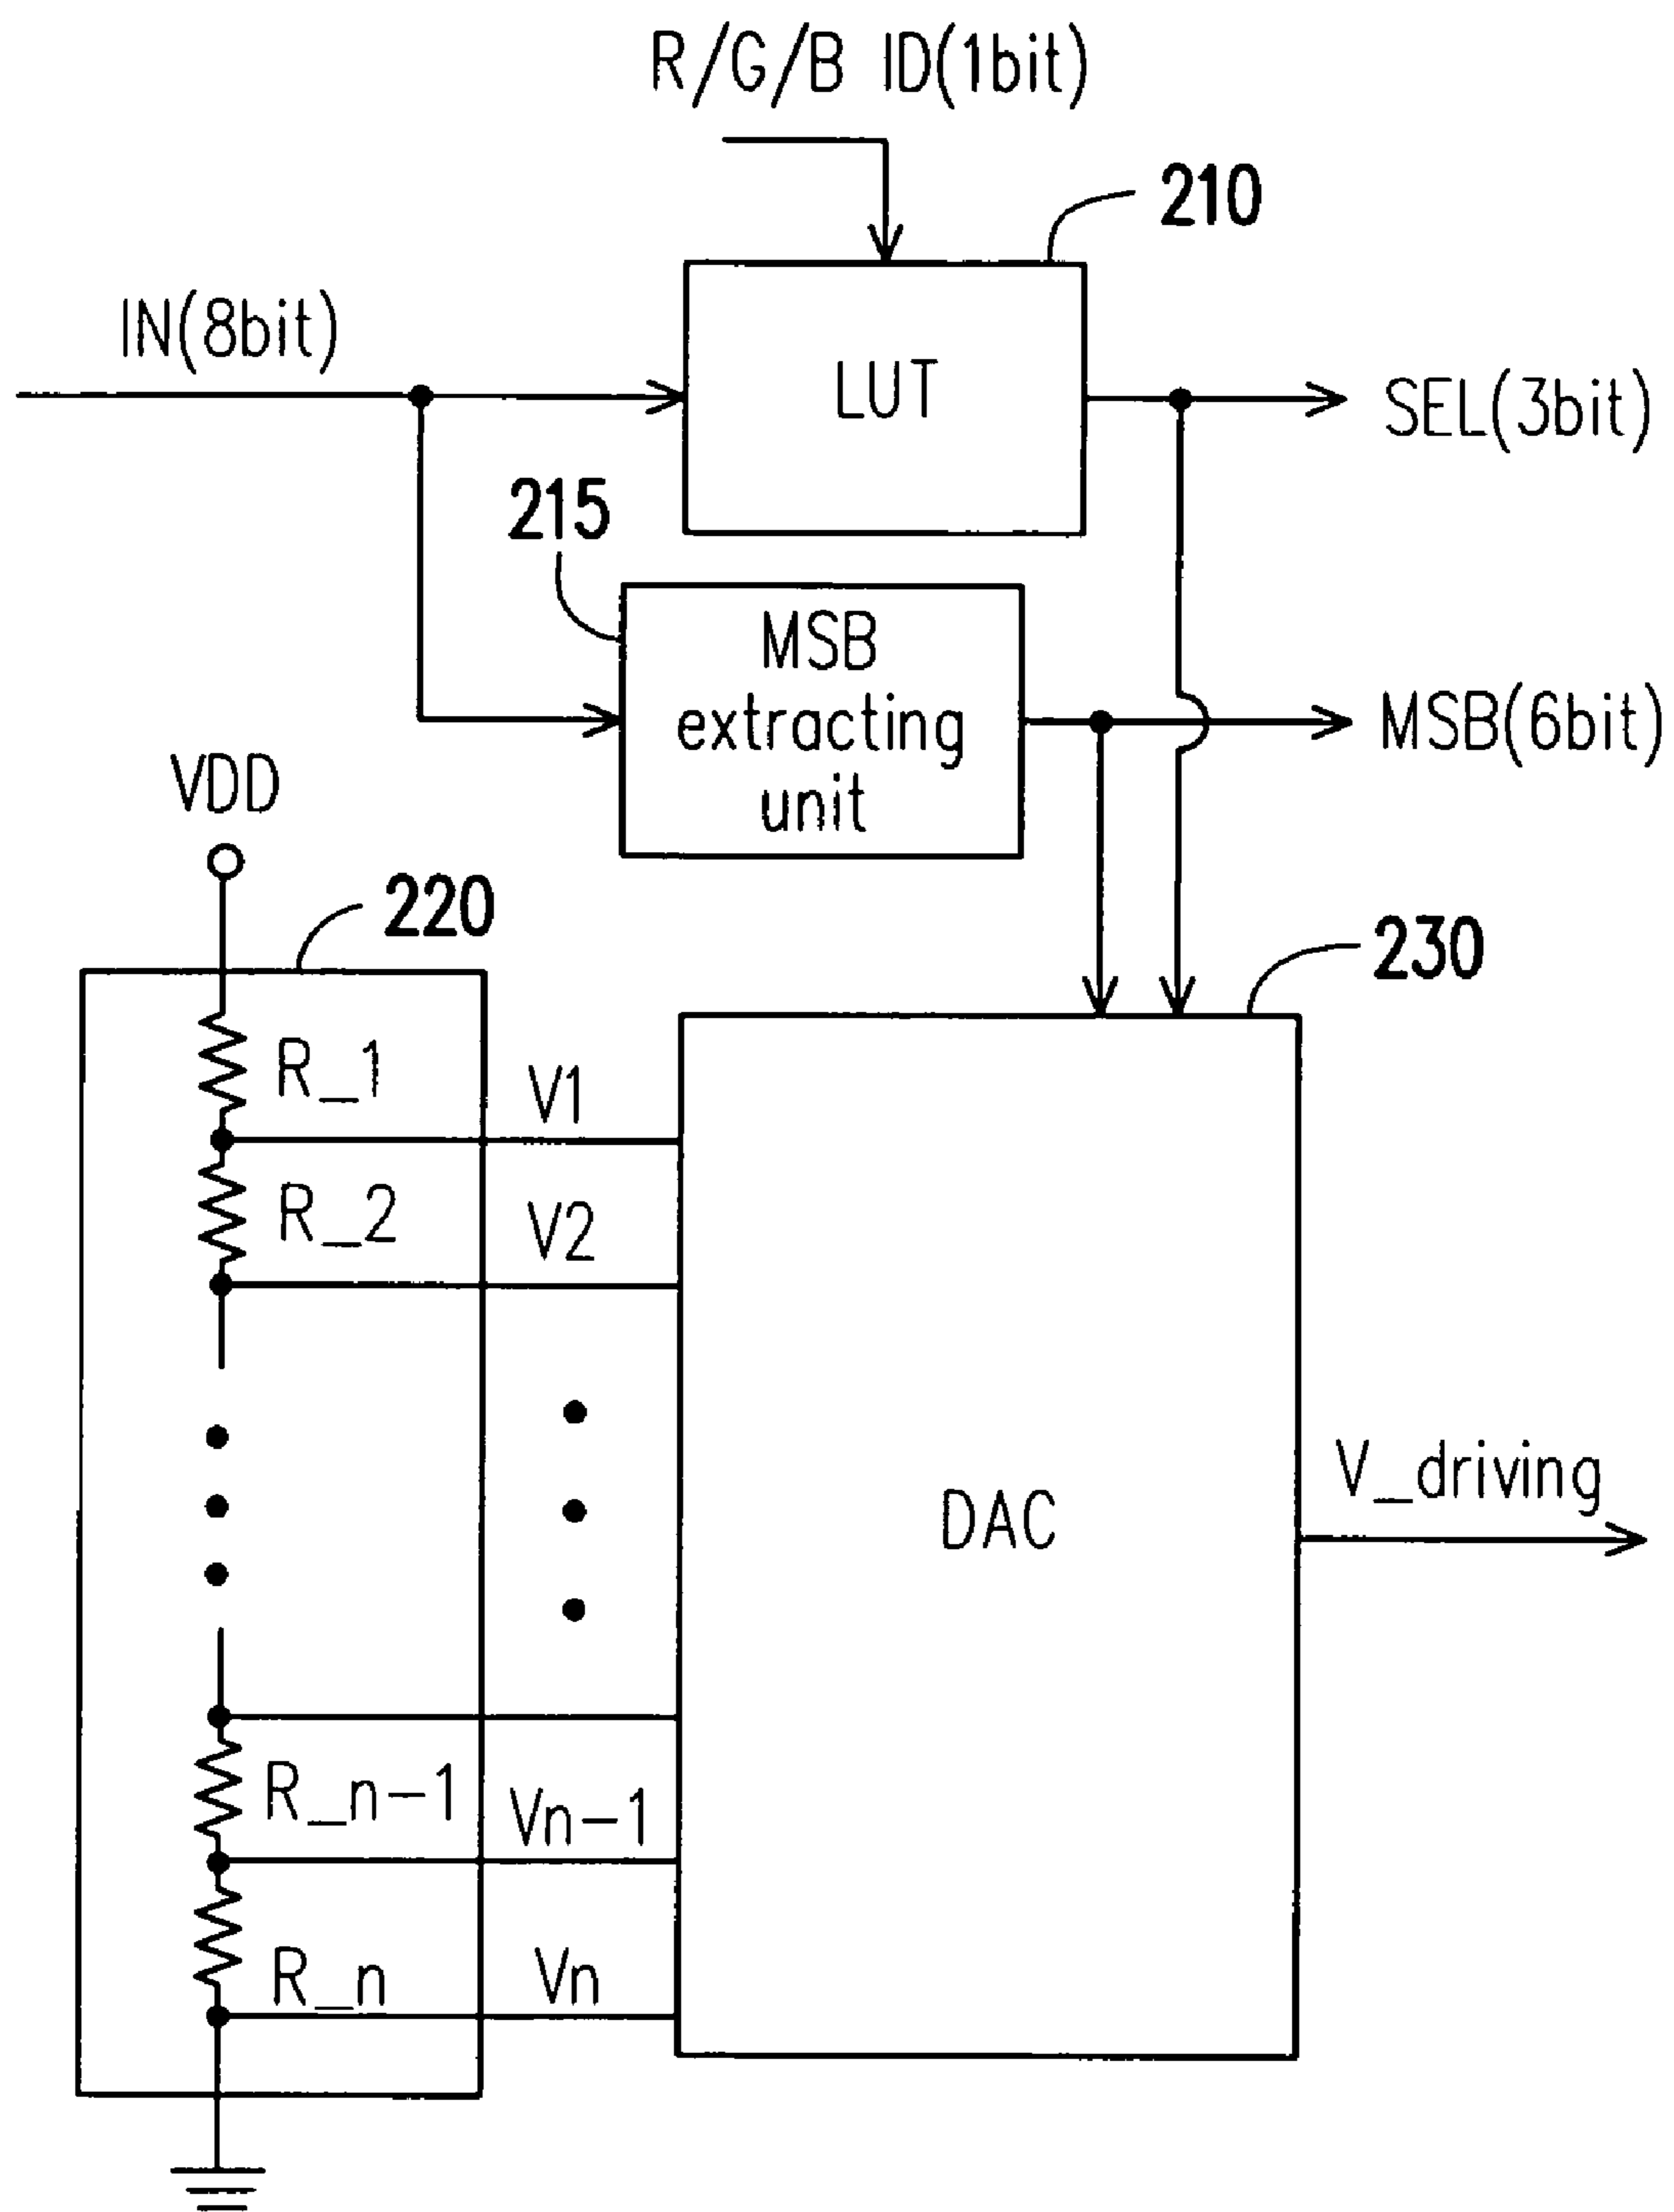 R/G/B ID(1bit)
210
IN(8bit)
LUT
SEL(3bit)
215
MSB
extracting
unit
MSB(6bit)
VDD
220
230
R_1
V1
R_2
V2
DAC
V_driving
R_n-1
Vn-1
R_n
Vn